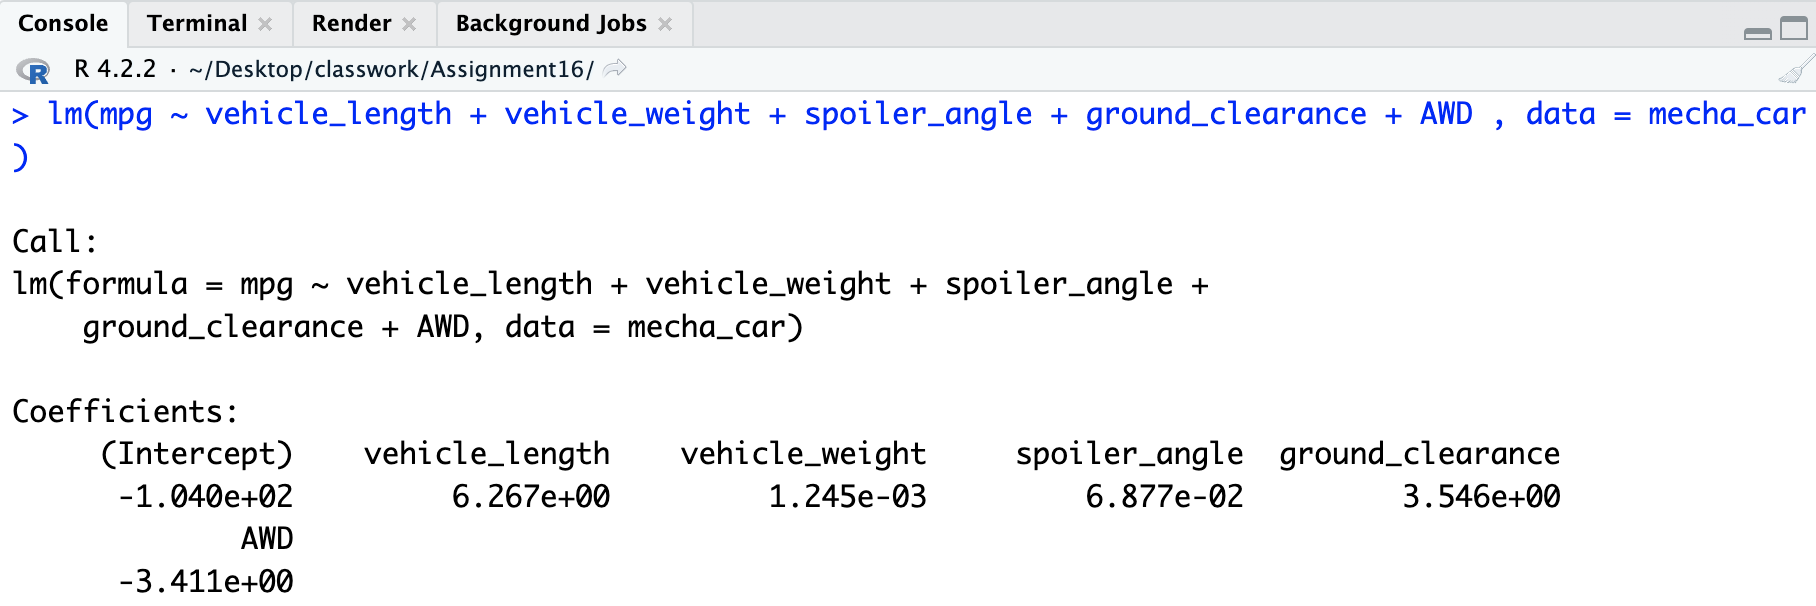 Console Terminal Render Background Jobs
R R 4.2.2 · ~/Desktop/classwork/Assignment16/
> lm(mpg ~ vehicle_length + vehicle_weight + spoiler_angle + ground_clearance + AWD , data = mecha_car
)
Call:
lm(formula = mpg ~ vehicle_length + vehicle_weight + spoiler_angle +
    ground_clearance + AWD, data = mecha_car)
Coefficients:
     (Intercept)    vehicle_length    vehicle_weight     spoiler_angle  ground_clearance
      -1.040e+02         6.267e+00         1.245e-03         6.877e-02         3.546e+00
             AWD
      -3.411e+00